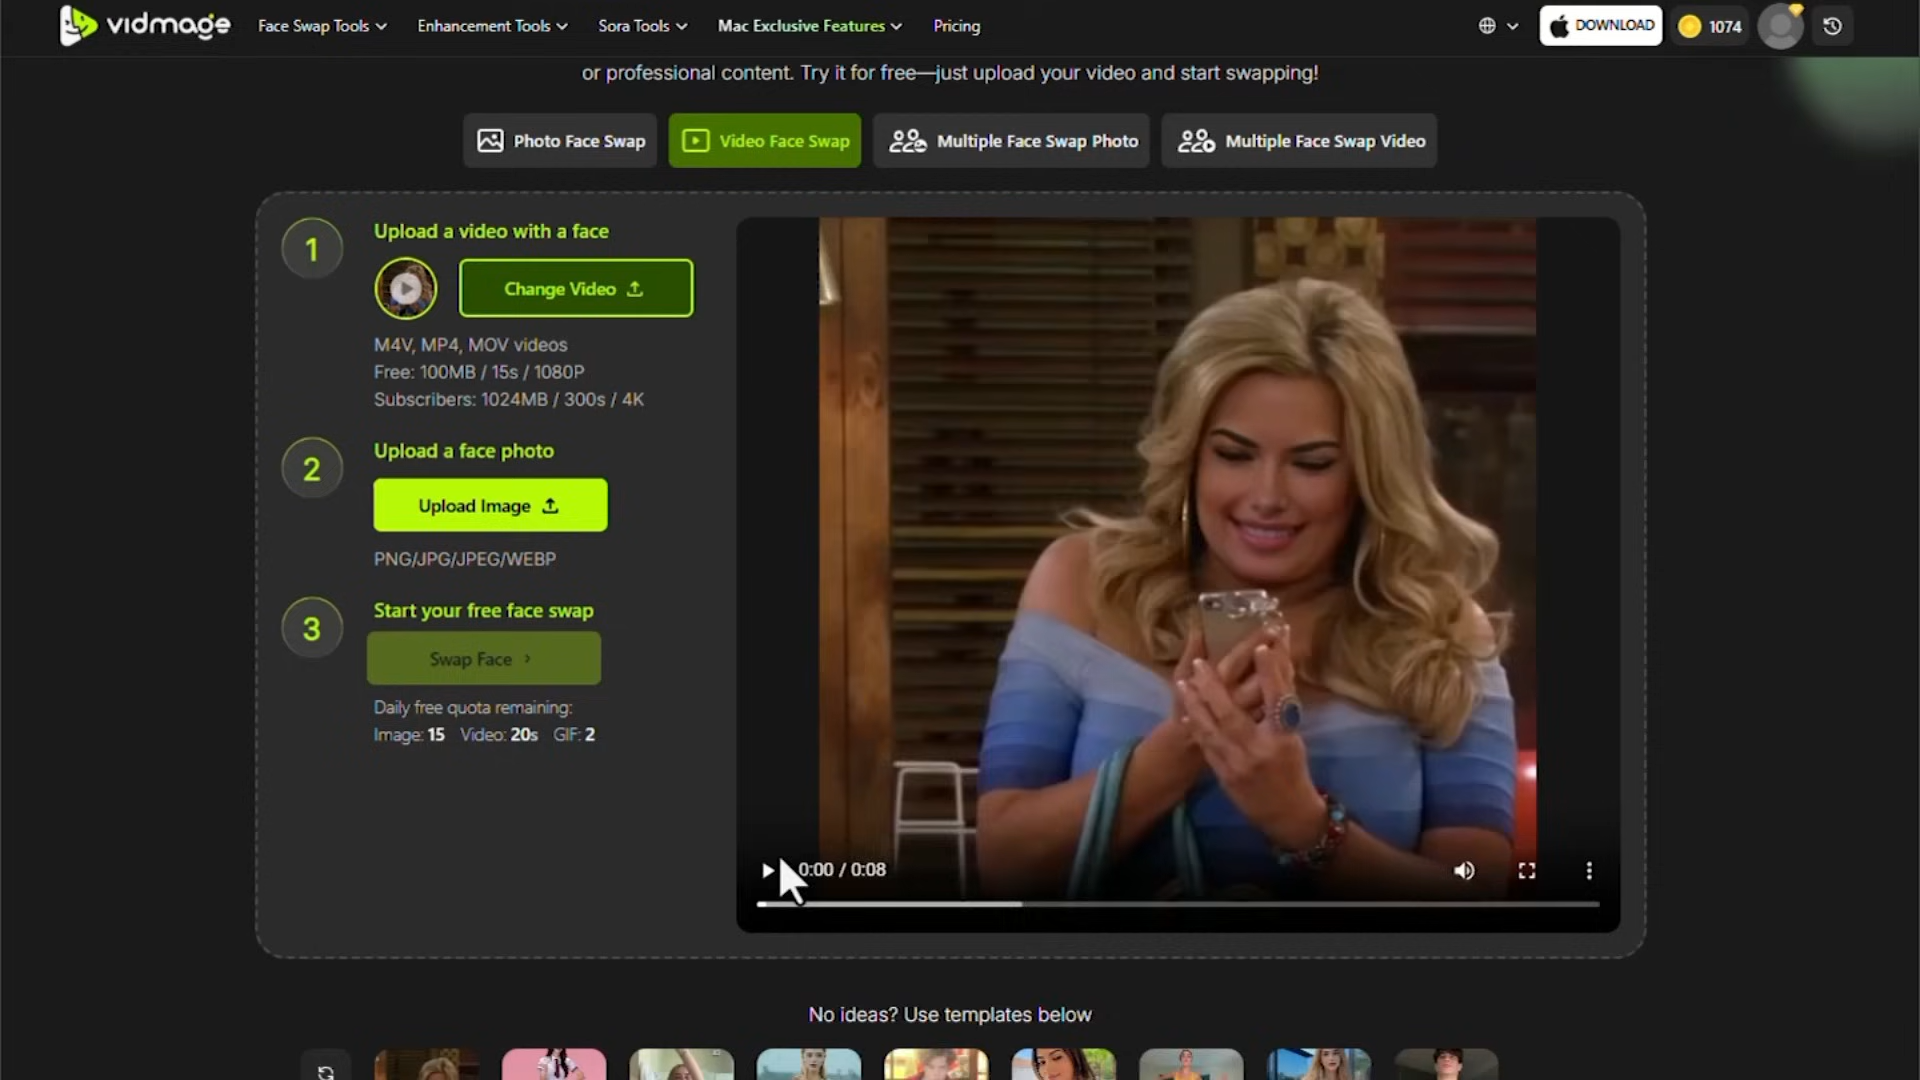 vidmage
Face Swap Tools
Enhancement Tools
Sora Tools
Mac Exclusive Features
Pricing
DOWNLOAD
1074
or professional content. Try it for free—just upload your video and start swapping!
Photo Face Swap
Video Face Swap
Multiple Face Swap Photo
Multiple Face Swap Video
1
Upload a video with a face
Change Video
M4V, MP4, MOV videos
Free: 100MB / 15s / 1080P
Subscribers: 1024MB / 300s / 4K
2
Upload a face photo
Upload Image
PNG/JPG/JPEG/WEBP
3
Start your free face swap
Swap Face
Daily free quota remaining:
Image: 15 Video: 20s GIF: 2
0:00 / 0:08
No ideas? Use templates below